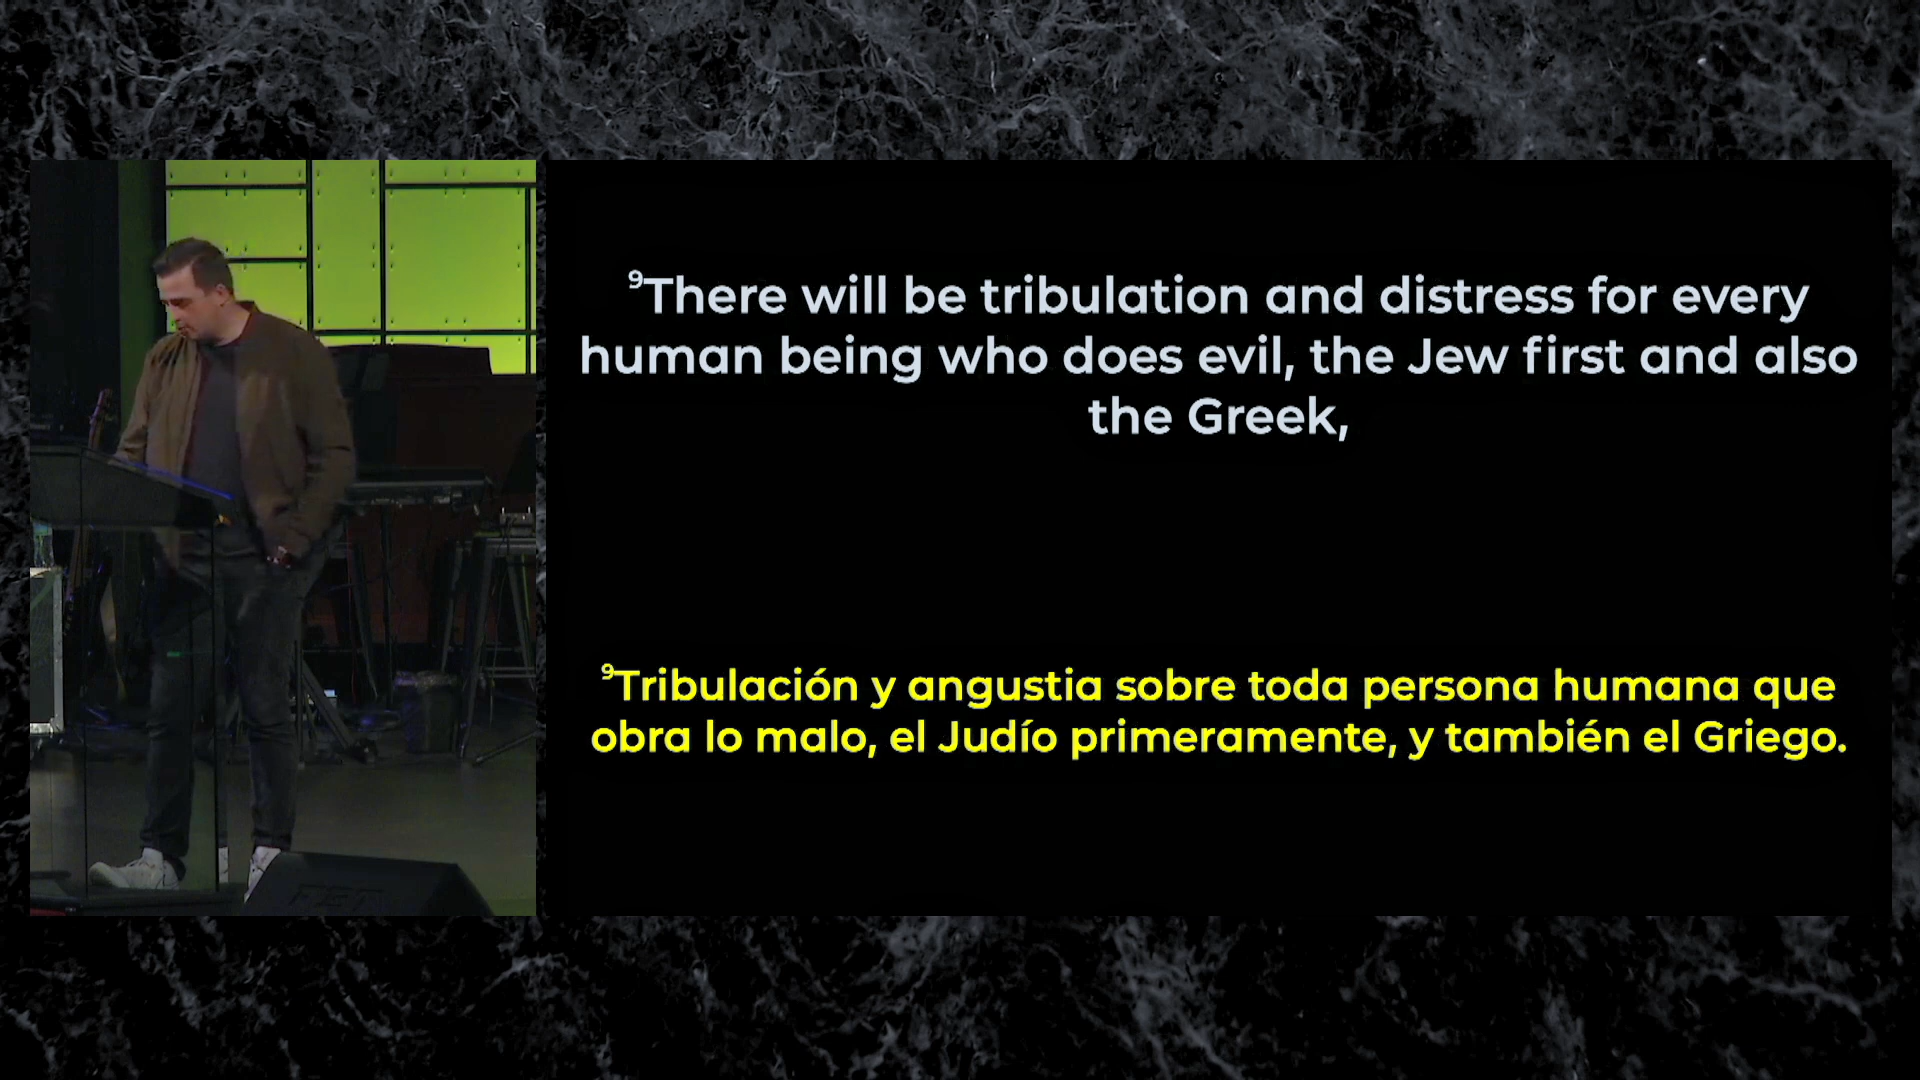 ⁹There will be tribulation and distress for every
human being who does evil, the Jew first and also
the Greek,
⁹Tribulación y angustia sobre toda persona humana que
obra lo malo, el Judío primeramente, y también el Griego.